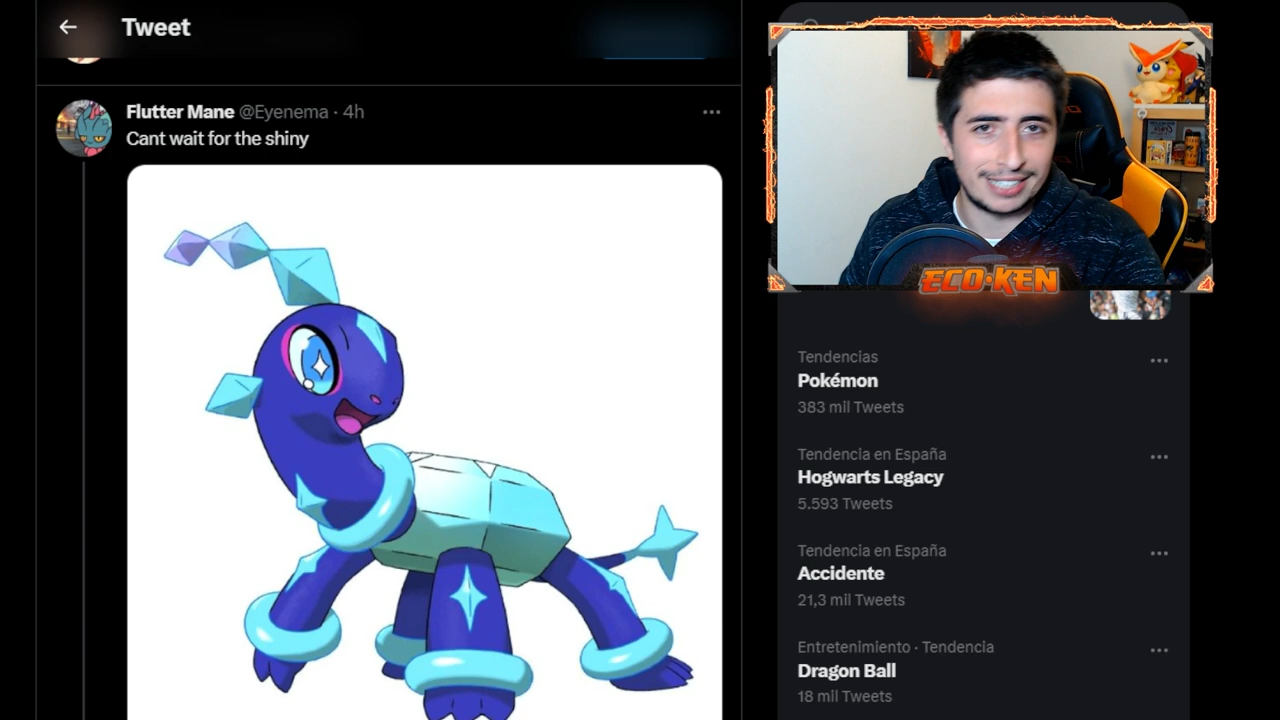 Tweet
Flutter Mane @Eyenema · 4h
Cant wait for the shiny
ECO·KEN
Tendencias
Pokémon
383 mil Tweets
Tendencia en España
Hogwarts Legacy
5.593 Tweets
Tendencia en España
Accidente
21,3 mil Tweets
Entretenimiento · Tendencia
Dragon Ball
18 mil Tweets